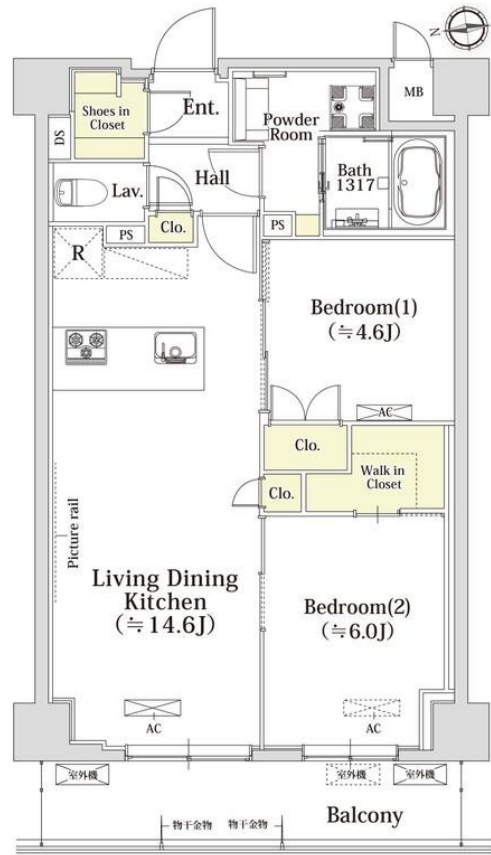 N
MB
Shoes in
Closet
Ent.
Powder
Room
DS
Bath
1317
Lav.
Hall
Clo.
PS
PS
R
Bedroom(1)
(≒4.6J)
AC
Clo.
Walk in
Closet
Clo.
Picture rail
Living Dining
Kitchen
(≒14.6J)
Bedroom(2)
(≒6.0J)
AC
AC
室外機
室外機
室外機
物干金物
物干金物
Balcony